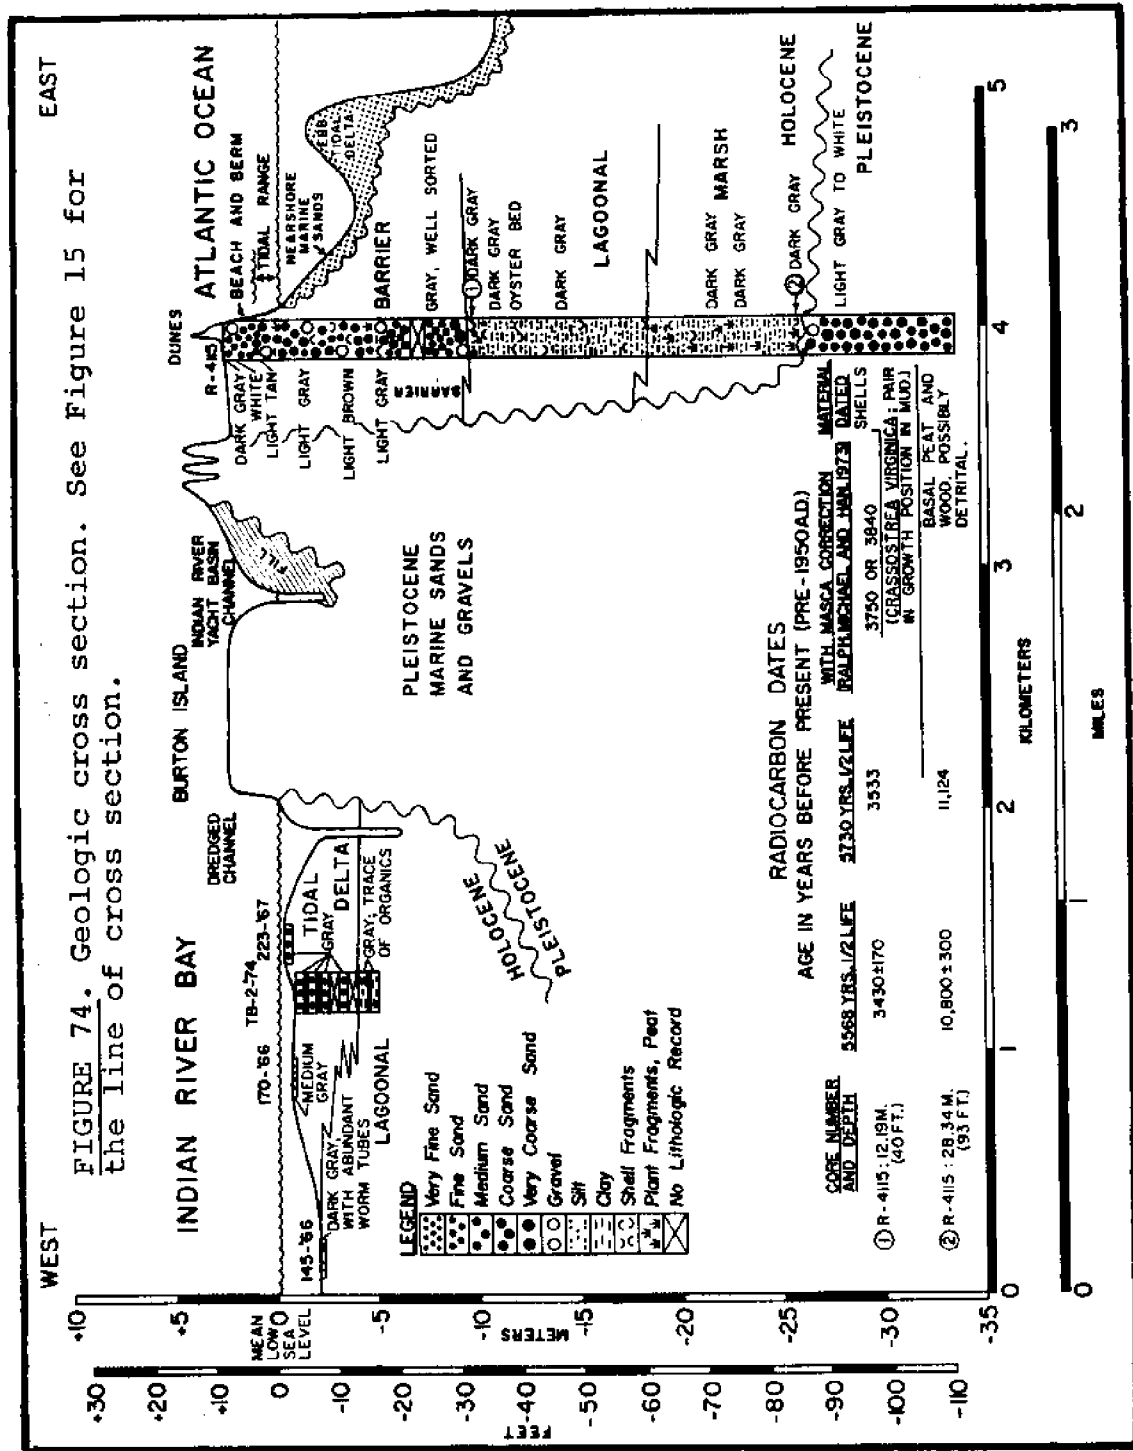 FIGURE 74. Geologic cross section. See Figure 15 for
the line of cross section.
WEST
EAST
INDIAN RIVER BAY
BURTON ISLAND
ATLANTIC OCEAN
DREDGED
CHANNEL
INDIAN RIVER
YACHT BASIN
CHANNEL
DUNES
R-4115
BEACH AND BERM
TIDAL RANGE
NEARSHORE
MARINE
SANDS
EBB
TIDAL
DELTA
FILL
145-'66
170-'66
TB-2-74
223-'67
MEDIUM
GRAY
TIDAL
DELTA
GRAY
GRAY; TRACE
OF ORGANICS
DARK GRAY,
WITH ABUNDANT
WORM TUBES
LAGOONAL
HOLOCENE
PLEISTOCENE
PLEISTOCENE
MARINE SANDS
AND GRAVELS
DARK GRAY
WHITE
LIGHT TAN
LIGHT GRAY
LIGHT BROWN
LIGHT GRAY
BARRIER
BARRIER
GRAY, WELL SORTED
① DARK GRAY
DARK GRAY
OYSTER BED
DARK GRAY
LAGOONAL
DARK GRAY
MARSH
DARK GRAY
② DARK GRAY
HOLOCENE
LIGHT GRAY TO WHITE
PLEISTOCENE
LEGEND
Very Fine Sand
Fine Sand
Medium Sand
Coarse Sand
Very Coarse Sand
Gravel
Silt
Clay
Shell Fragments
Plant Fragments, Peat
No Lithologic Record
RADIOCARBON DATES
AGE IN YEARS BEFORE PRESENT (PRE-1950A.D.)
CORE NUMBER
AND DEPTH
5568 YRS. 1/2 LIFE
5730 YRS. 1/2 LIFE
WITH MASCA CORRECTION
(RALPH, MICHAEL AND HAN, 1973)
MATERIAL
DATED
① R-4115: 12.19M.
(40 FT.)
3430±170
3533
3750 OR 3840
SHELLS
(CRASSOSTREA VIRGINICA; PAIR
IN GROWTH POSITION IN MUD.)
② R-4115: 28.34 M.
(93 FT.)
10,800±300
11,124
BASAL PEAT AND
WOOD, POSSIBLY
DETRITAL.
+10
+5
MEAN
LOW
SEA
LEVEL
0
-5
-10
-15
-20
-25
-30
-35
METERS
+30
20
10
0
-10
-20
-30
-40
-50
-60
-70
-80
-90
-100
-110
FEET
0 1 2 3 4 5
KILOMETERS
0 1 2 3
MILES